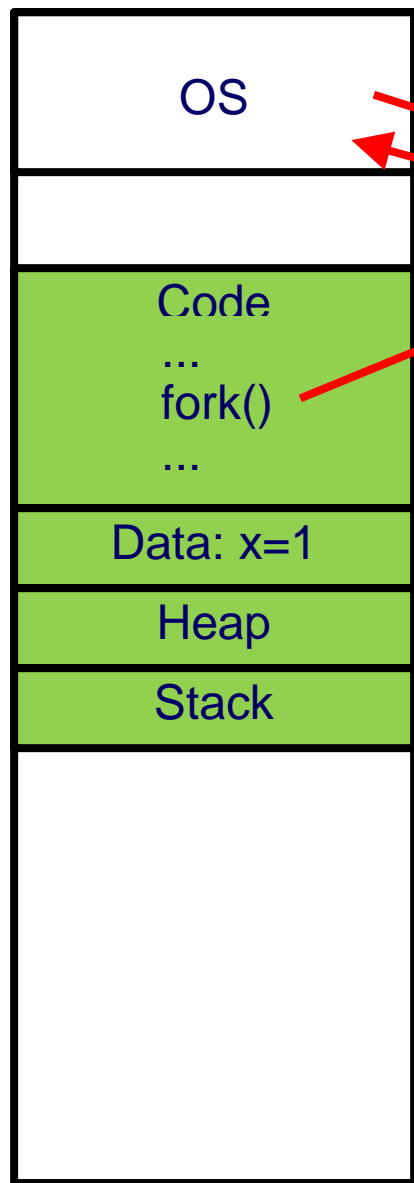 OS
Code
...
fork()
...
Data: x=1
Heap
Stack